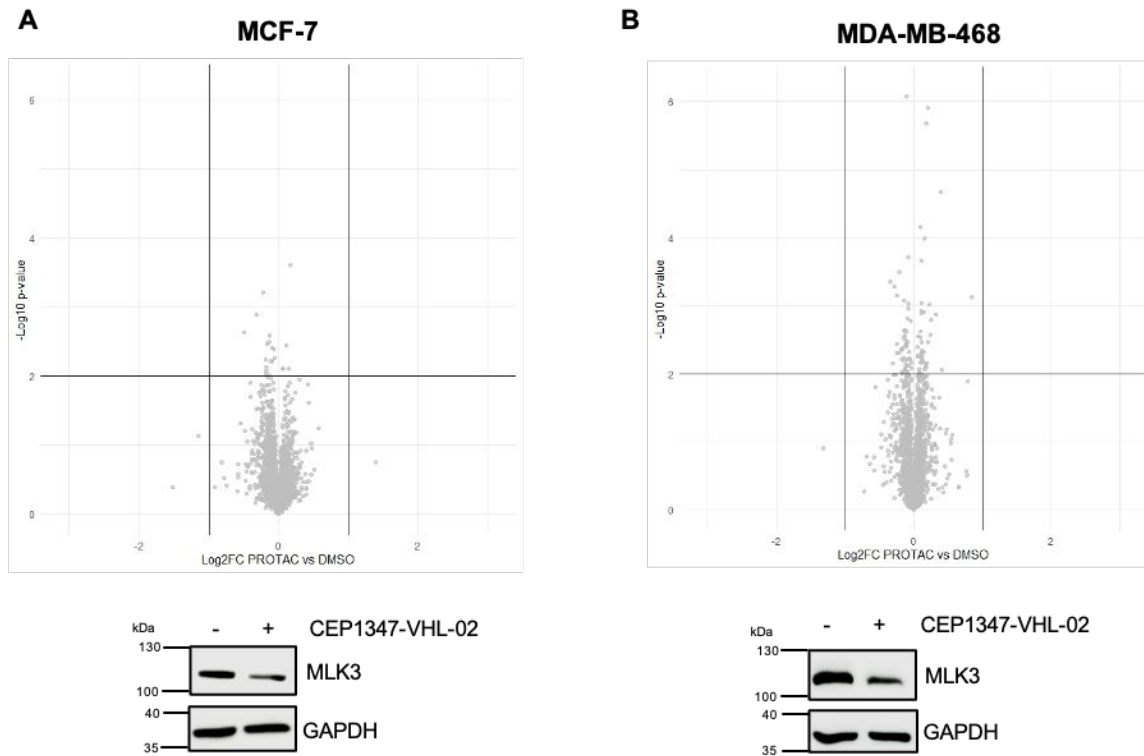 A
MCF-7
6
4
2
0
-Log10 p-value
-2
0
2
Log2FC PROTAC vs DMSO
kDa
-
+
CEP1347-VHL-02
130
100
MLK3
40
35
GAPDH
B
MDA-MB-468
6
4
2
0
-Log10 p-value
-2
0
2
Log2FC PROTAC vs DMSO
kDa
-
+
CEP1347-VHL-02
130
100
MLK3
40
35
GAPDH